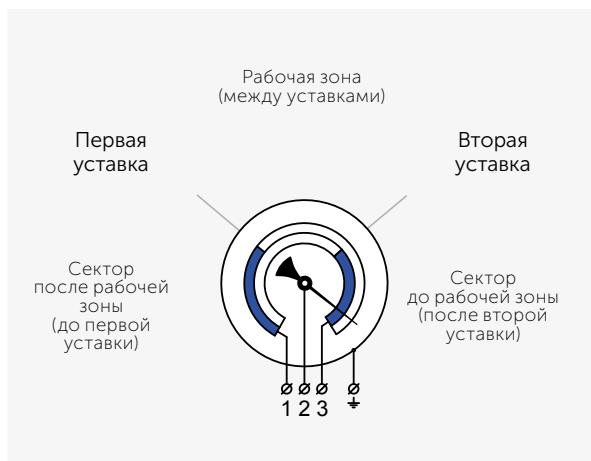 Рабочая зона
(между уставками)
Первая
уставка
Вторая
уставка
Сектор
после рабочей
зоны
(до первой
уставки)
Сектор
до рабочей зоны
(после второй
уставки)
1 2 3